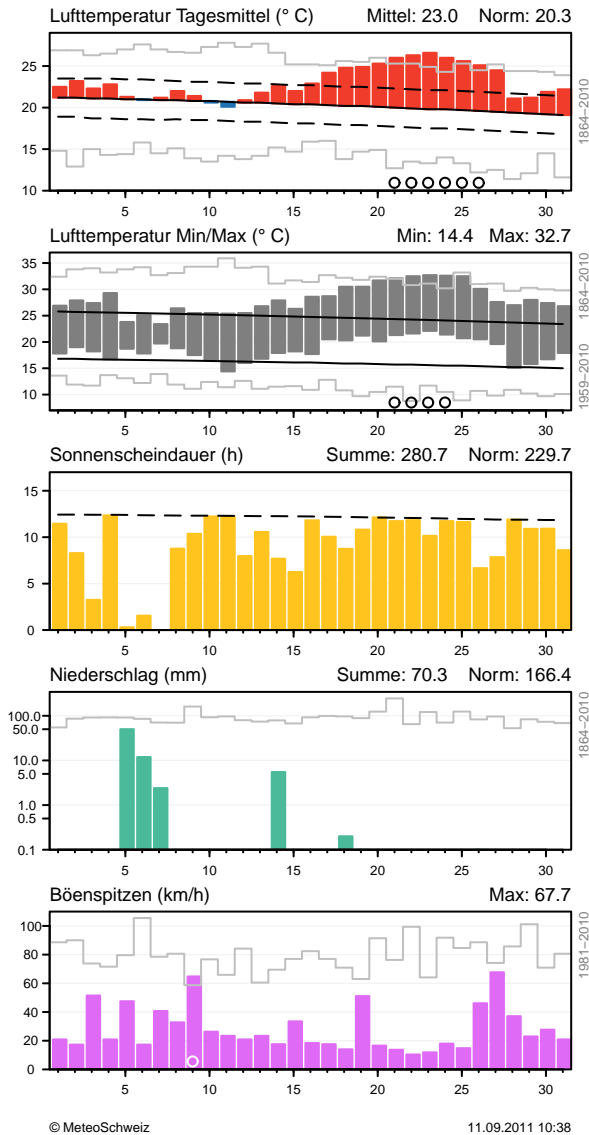 Lufttemperatur Tagesmittel (° C) Mittel: 23.0 Norm: 20.3
25
20
15
10
5 10 15 20 25 30
1864−2010
Lufttemperatur Min/Max (° C) Min: 14.4 Max: 32.7
35
30
25
20
15
10
5 10 15 20 25 30
1864−2010
1959−2010
Sonnenscheindauer (h) Summe: 280.7 Norm: 229.7
15
10
5
0
5 10 15 20 25 30
Niederschlag (mm) Summe: 70.3 Norm: 166.4
100.0
50.0
10.0
5.0
1.0
0.5
0.1
5 10 15 20 25 30
1864−2010
Böenspitzen (km/h) Max: 67.7
100
80
60
40
20
0
5 10 15 20 25 30
1981−2010
© MeteoSchweiz 11.09.2011 10:38